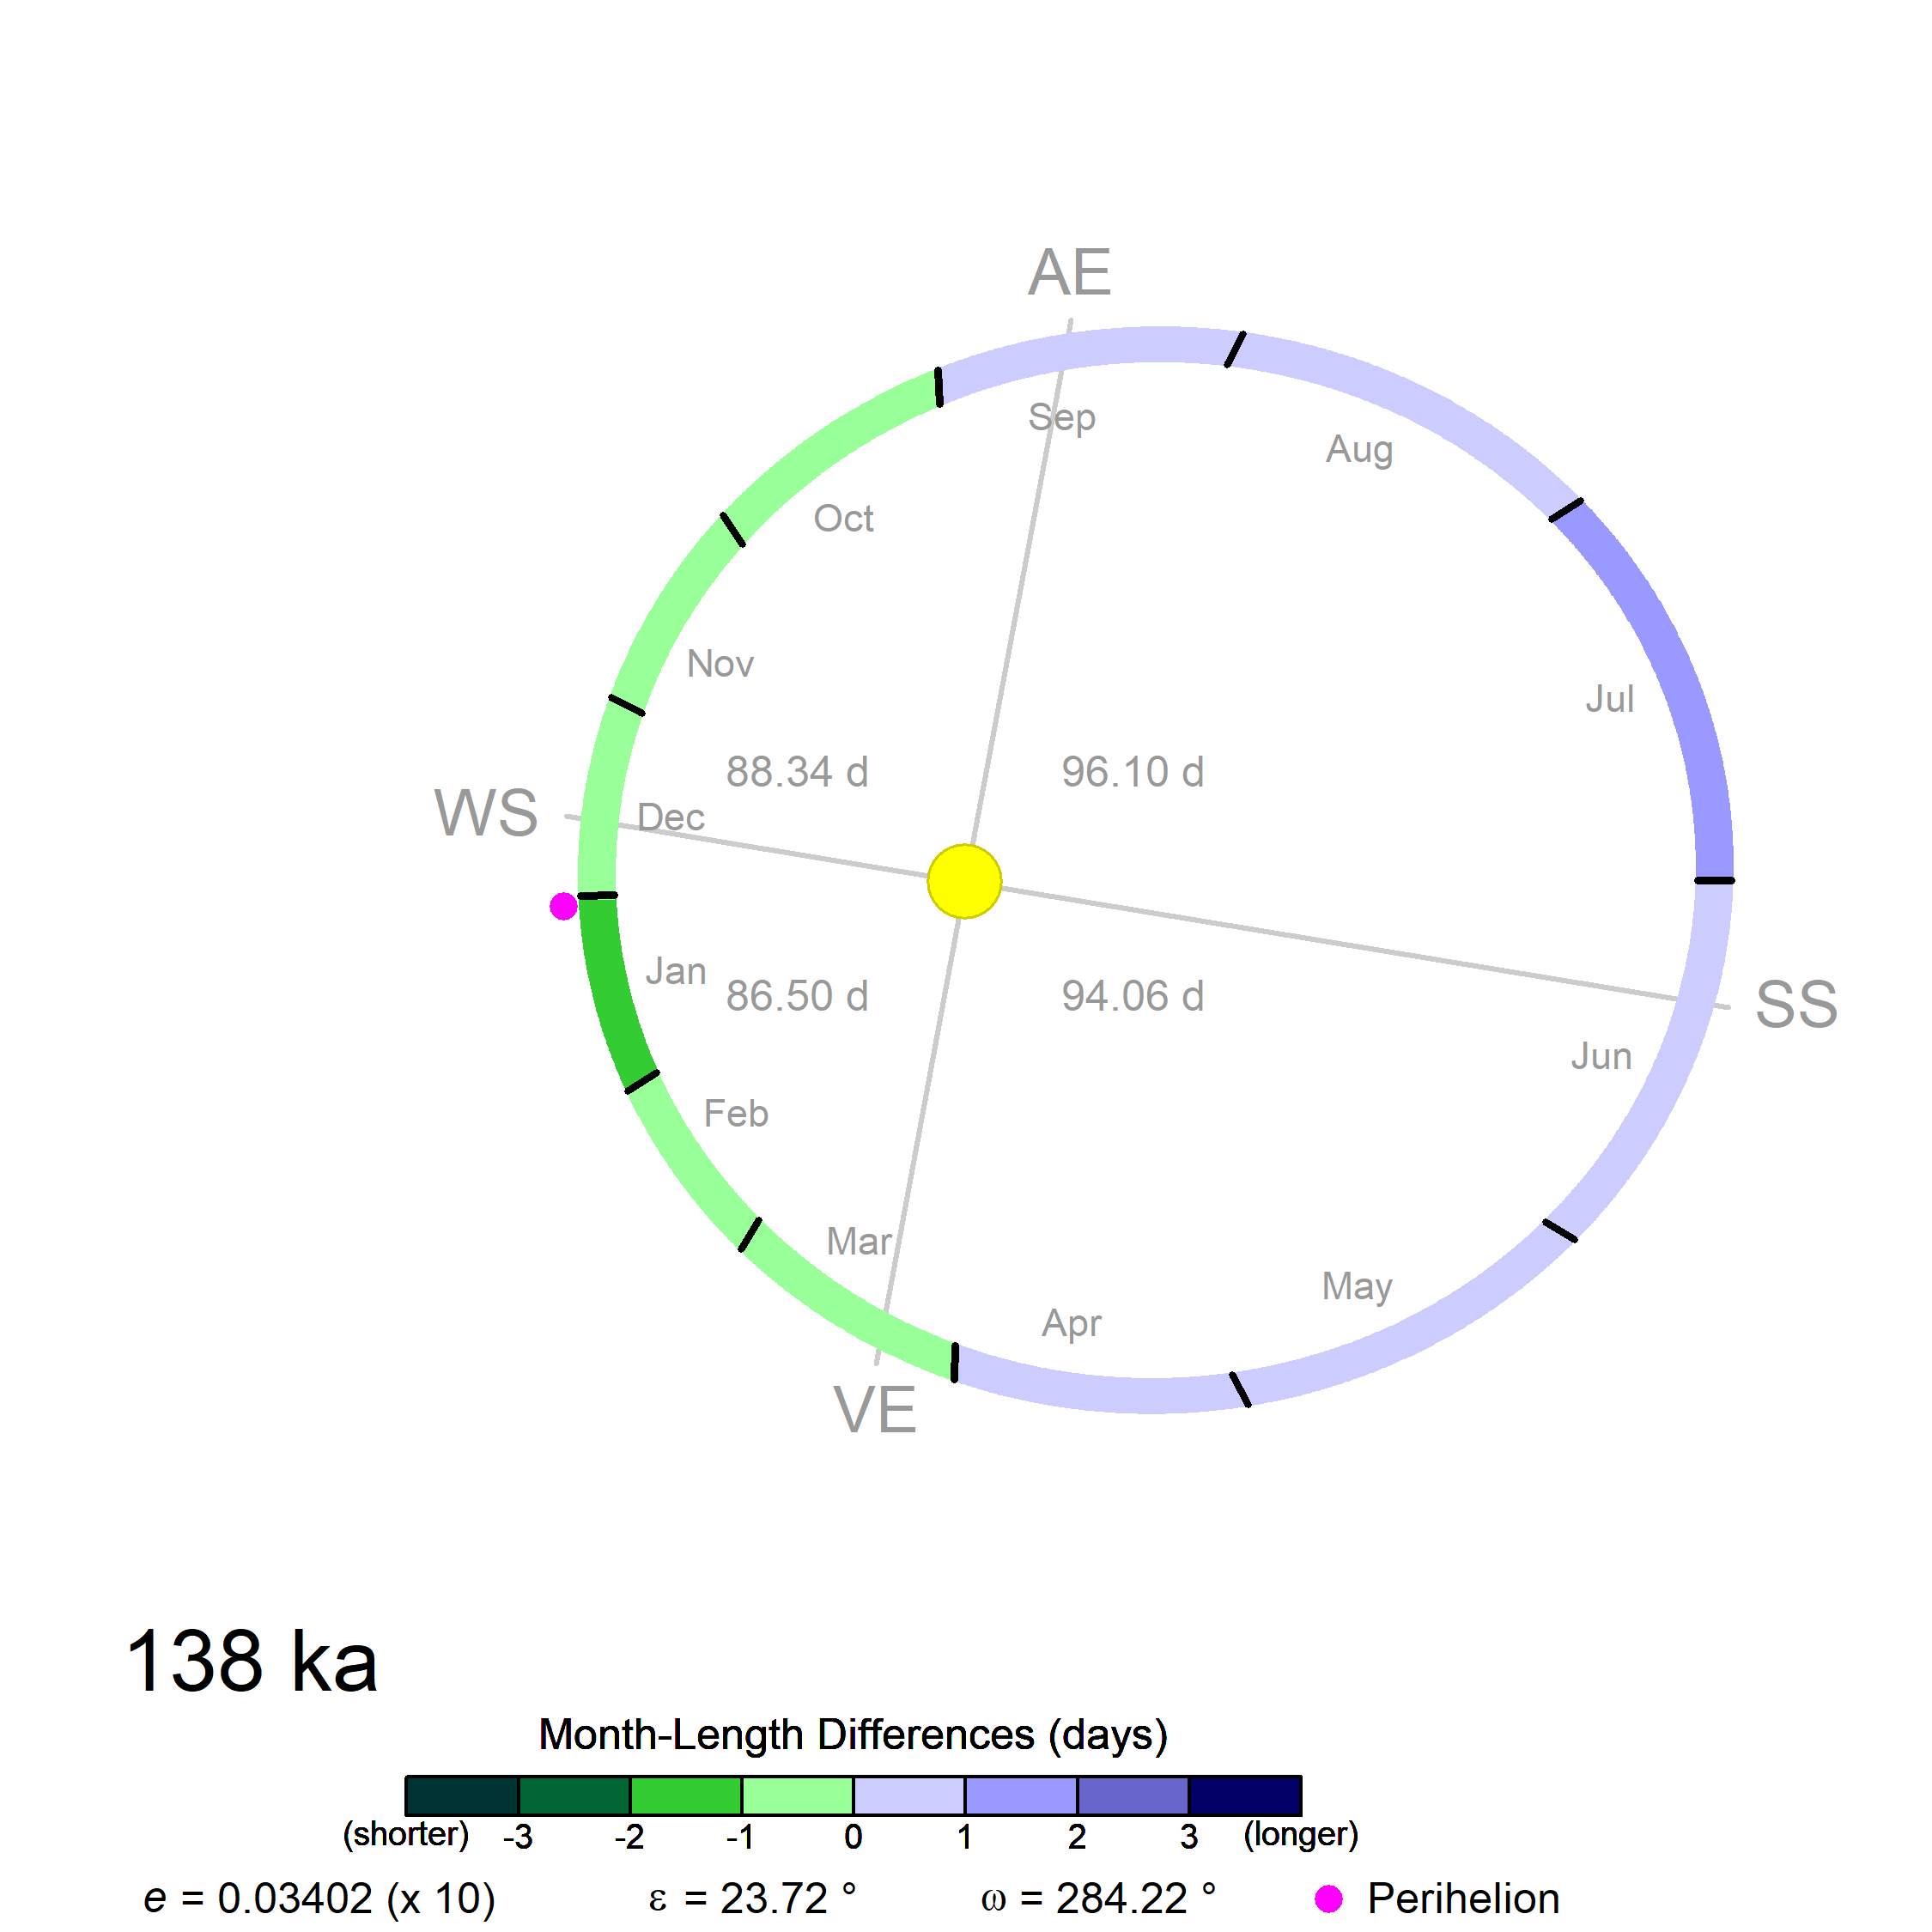 AE
Sep
Aug
Oct
Nov
Jul
88.34 d
96.10 d
WS
Dec
Jan
86.50 d
94.06 d
SS
Jun
Feb
Mar
Apr
May
VE
138 ka
Month-Length Differences (days)
(shorter) -3 -2 -1 0 1 2 3 (longer)
e = 0.03402 (x 10) ε = 23.72 ° ω = 284.22 ° Perihelion